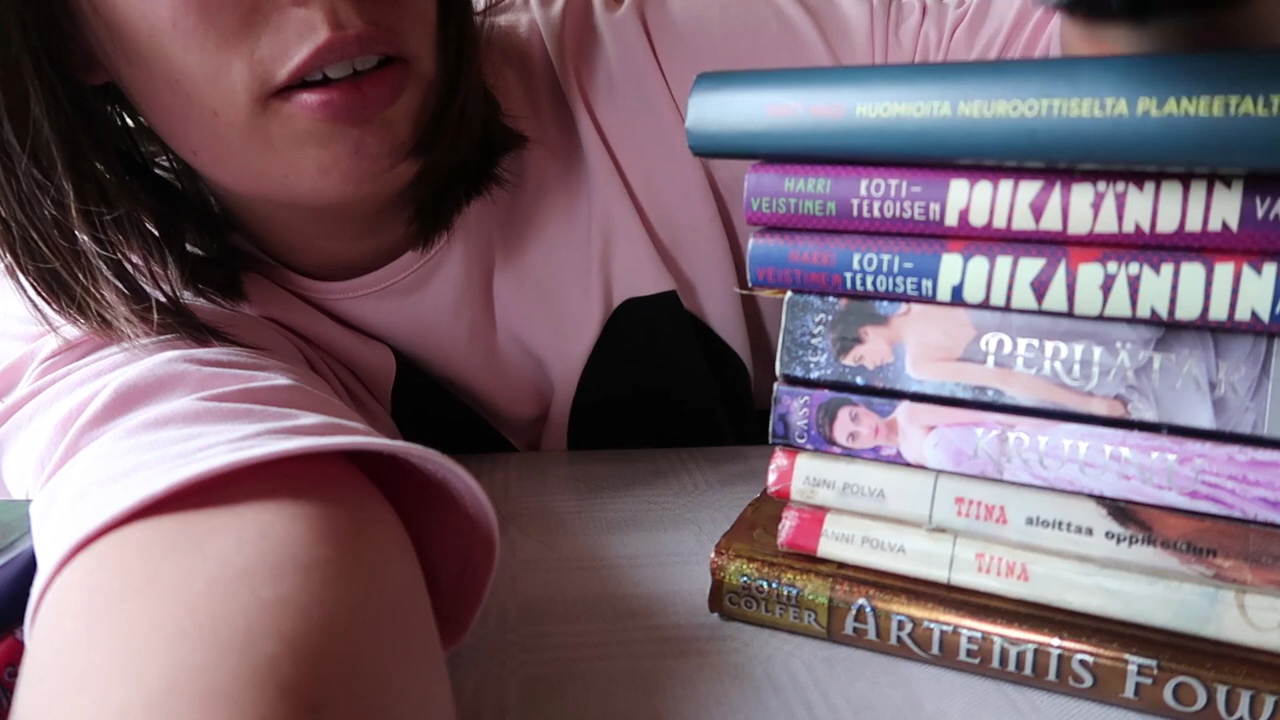 HUOMIOITA NEUROOTTISELTA PLANEETALT
HARRI
VEISTINEN
KOTI-
TEKOISEN
POIKABÄNDIN
HARRI
VEISTINEN
KOTI-
TEKOISEN
POIKABÄNDIN
CASS
PERIJÄTAR
CASS
KRUUNU
ANNI POLVA
TIINA aloittaa oppikoulun
ANNI POLVA
TIINA
EOIN
COLFER
ARTEMIS FOW